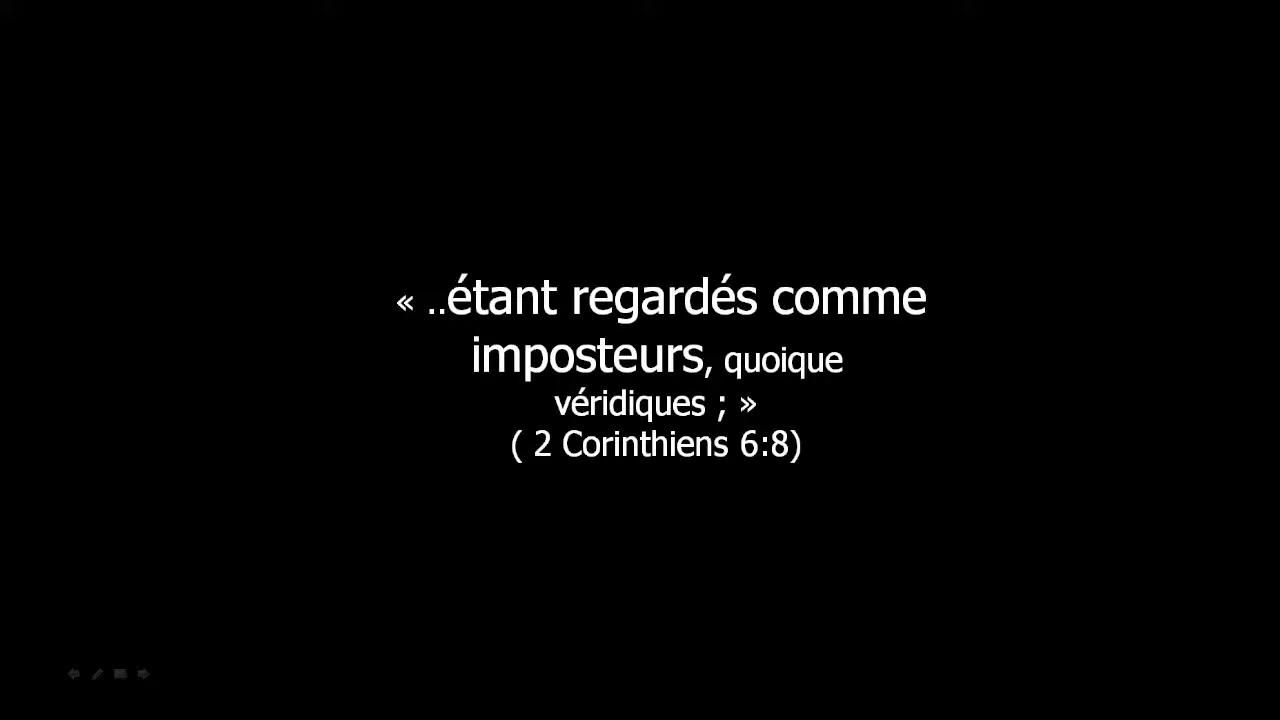 « ..étant regardés comme
imposteurs, quoique
véridiques ; »
( 2 Corinthiens 6:8)